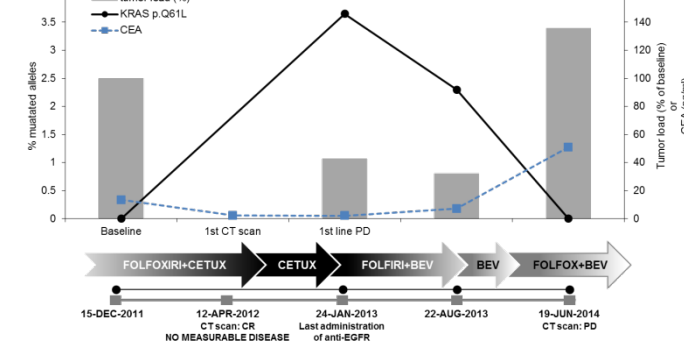 KRAS p.Q61L
CEA
% muatated alleles
3.5
3
2.5
2
1.5
1
0.5
0
140
120
100
80
60
40
20
0
Tumor load (% of baseline)
or
Baseline
1st CT scan
1st line PD
FOLFOXIRI+CETUX
CETUX
FOLFIRI+BEV
BEV
FOLFOX+BEV
15-DEC-2011
12-APR-2012
24-JAN-2013
22-AUG-2013
19-JUN-2014
CT scan: CR
NO MEASURABLE DISEASE
Last administration
of anti-EGFR
CT scan: PD